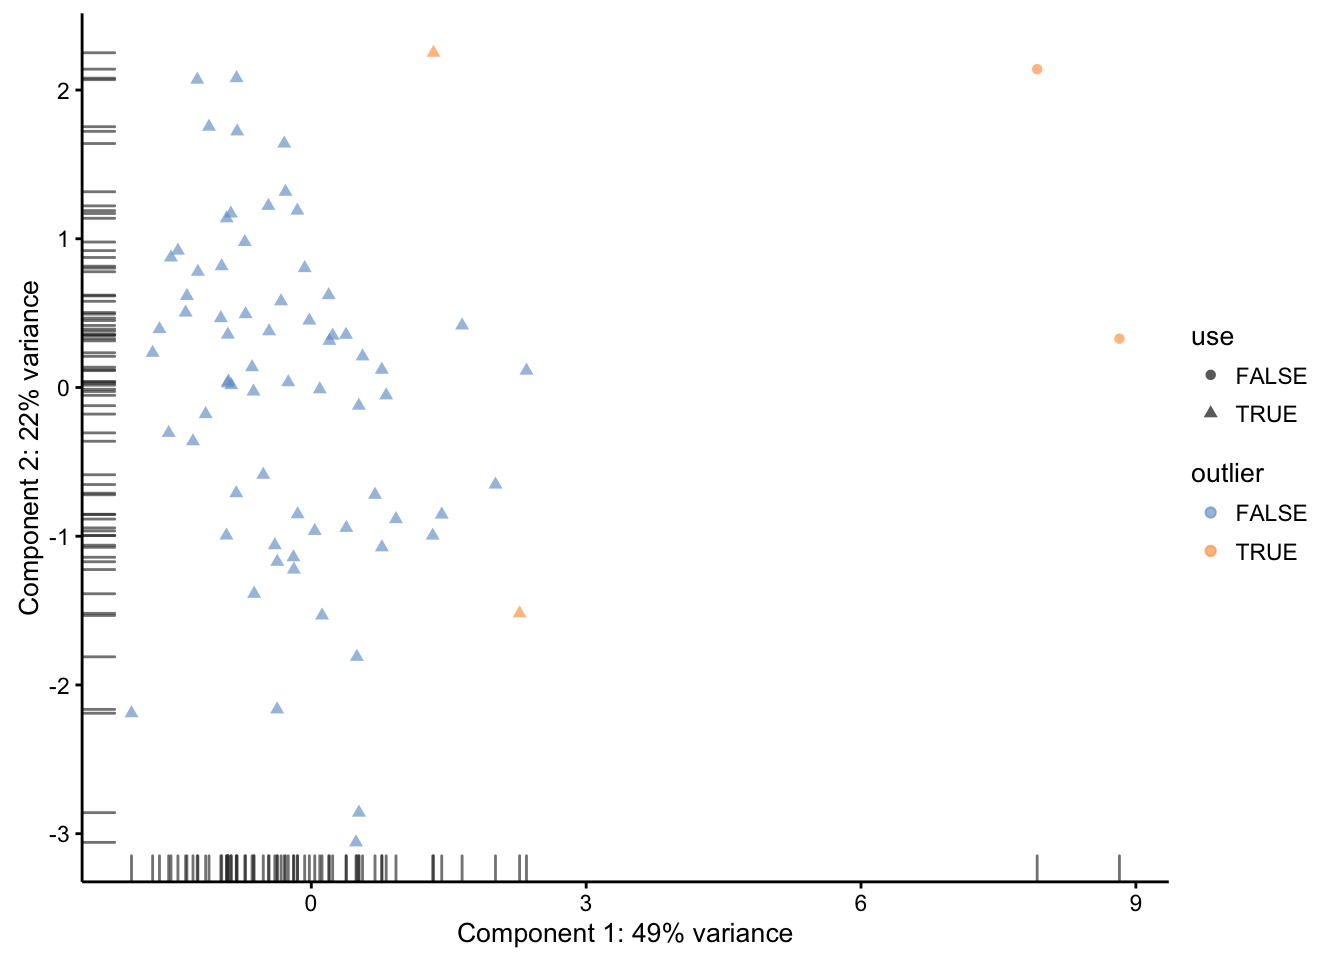 2
1
0
-1
-2
-3
Component 2: 22% variance
0 3 6 9
Component 1: 49% variance
use
FALSE
TRUE
outlier
FALSE
TRUE